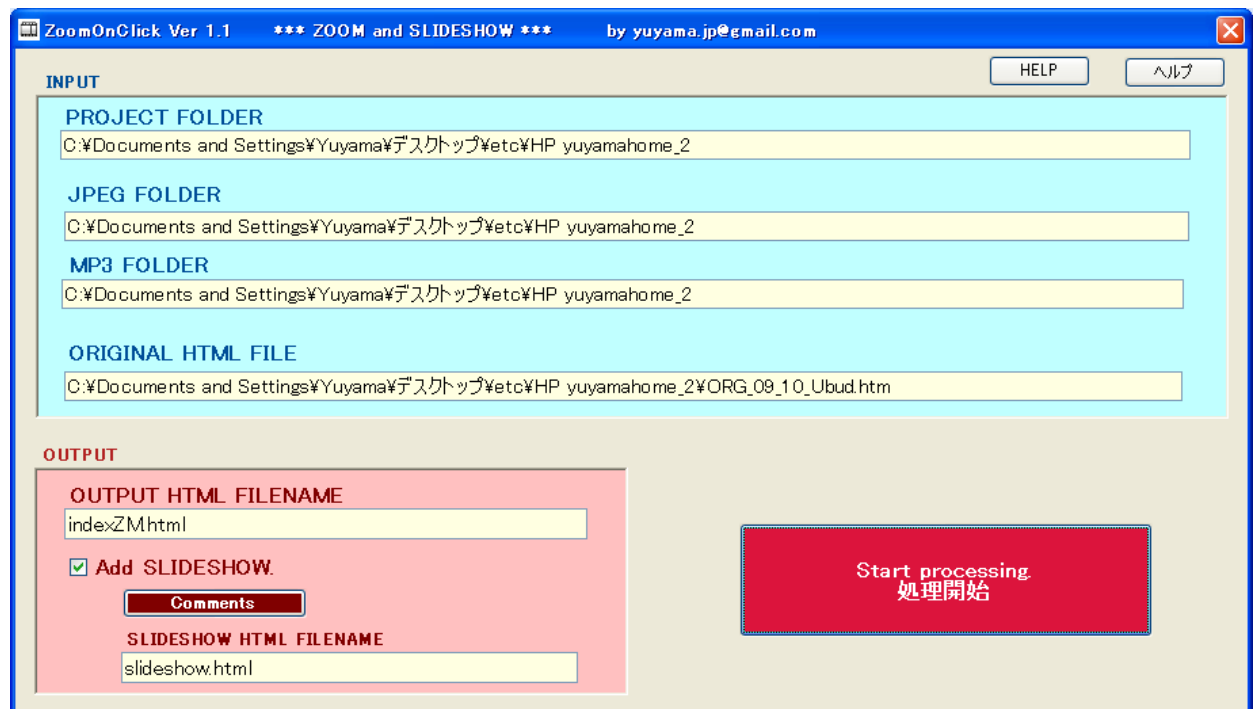 ZoomOnClick Ver 1.1 *** ZOOM and SLIDESHOW *** by yuyama.jp@gmail.com
HELP ヘルプ
INPUT
PROJECT FOLDER
C:¥Documents and Settings¥Yuyama¥デスクトップ¥etc¥HP yuyamahome_2
JPEG FOLDER
C:¥Documents and Settings¥Yuyama¥デスクトップ¥etc¥HP yuyamahome_2
MP3 FOLDER
C:¥Documents and Settings¥Yuyama¥デスクトップ¥etc¥HP yuyamahome_2
ORIGINAL HTML FILE
C:¥Documents and Settings¥Yuyama¥デスクトップ¥etc¥HP yuyamahome_2¥ORG_09_10_Ubud.htm
OUTPUT
OUTPUT HTML FILENAME
indexZM.html
Add SLIDESHOW.
Comments
SLIDESHOW HTML FILENAME
slideshow.html
Start processing.
処理開始